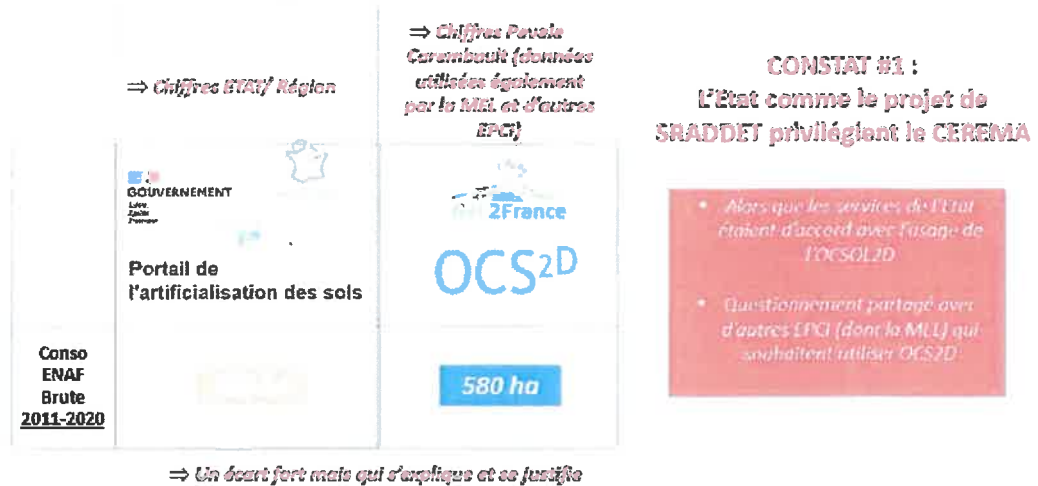 ⇒ Chiffres ETAT/ Région
⇒ Chiffres Pevele
Carembault (données
utilisées également
par la MEL et d'autres
EPCI)
GOUVERNEMENT
Liberté
Égalité
Fraternité
Portail de
l'artificialisation des sols
2France
OCS2D
Conso
ENAF
Brute
2011-2020
580 ha
⇒ Un écart fort mais qui s'explique et se justifie
CONSTAT #1 :
L'Etat comme le projet de
SRADDET privilégient le CEREMA
• Alors que les services de l'Etat
étaient d'accord avec l'usage de
l'OCSOL2D
• Questionnement partagé avec
d'autres EPCI (dont la MEL) qui
souhaitent utiliser OCS2D